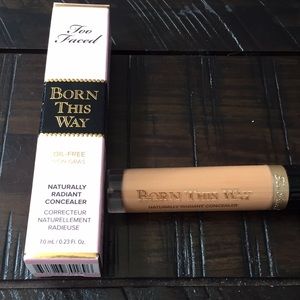 Too Faced
BORN
THIS
WAY
OIL-FREE
NATURALLY
RADIANT
CONCEALER
CORRECTEUR
NATURELLEMENT
RADIEUSE
7.0 mL / 0.23 Fl. Oz.
BORN THIS WAY
NATURALLY RADIANT CONCEALER